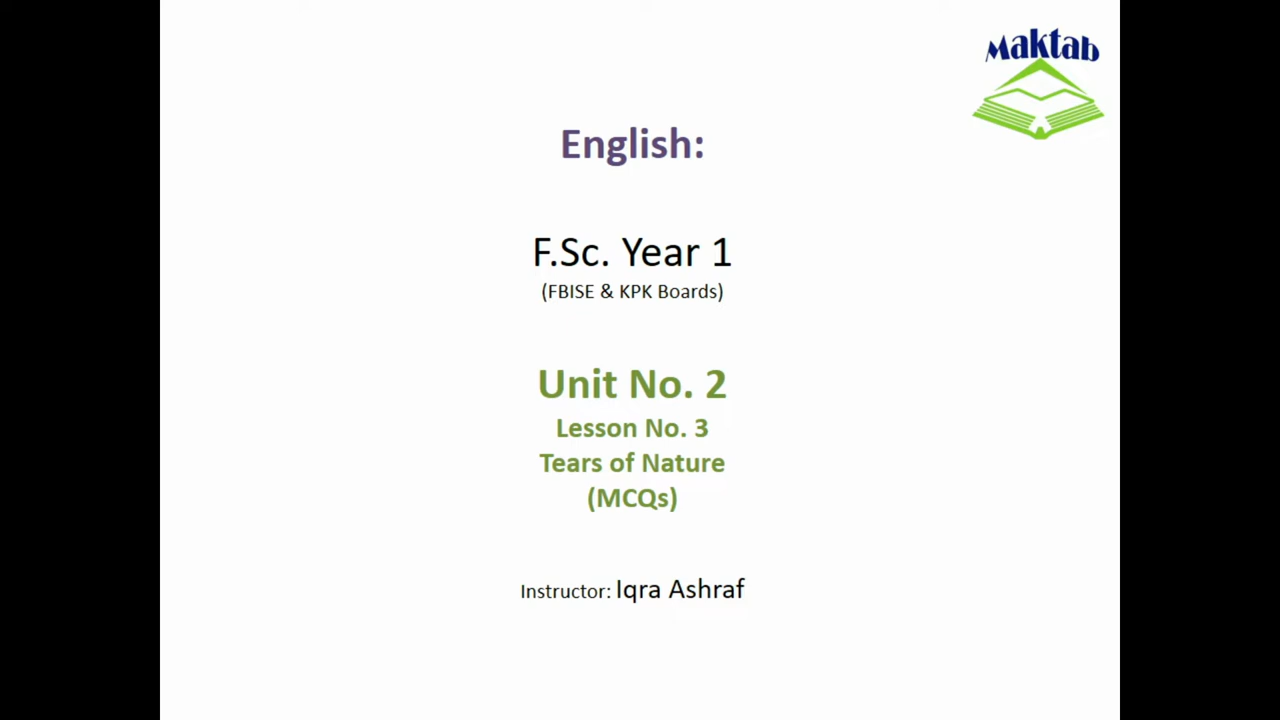 Maktab
English:
F.Sc. Year 1
(FBISE & KPK Boards)
Unit No. 2
Lesson No. 3
Tears of Nature
(MCQs)
Instructor: Iqra Ashraf